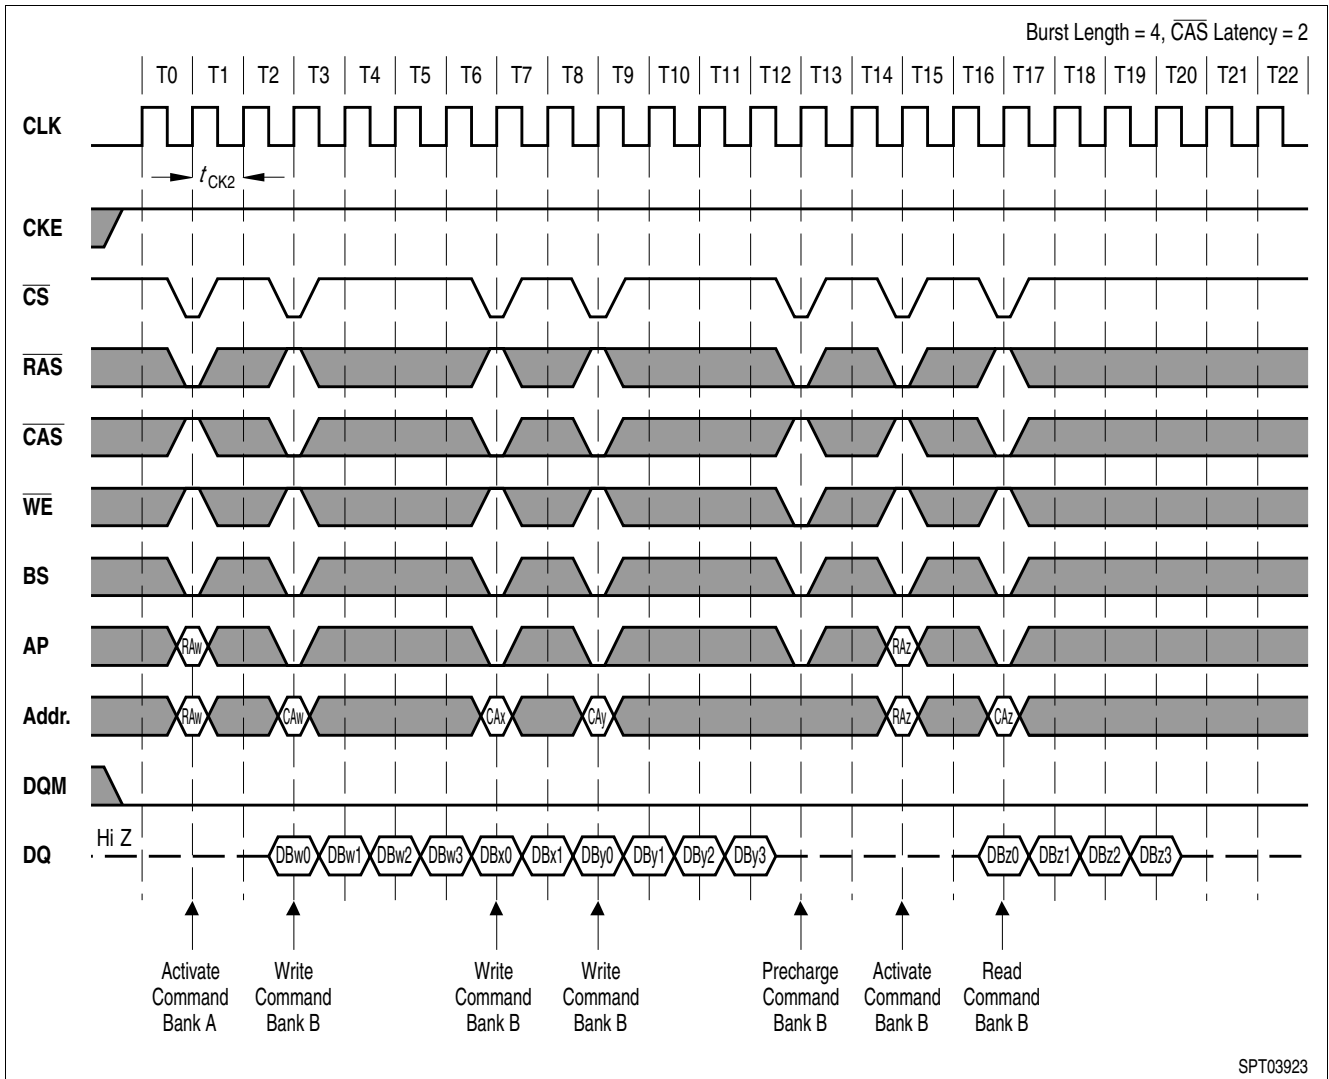 Burst Length = 4, CAS Latency = 2
T0 T1 T2 T3 T4 T5 T6 T7 T8 T9 T10 T11 T12 T13 T14 T15 T16 T17 T18 T19 T20 T21 T22
CLK
t CK2
CKE
CS
RAS
CAS
WE
BS
AP RAw RAz
Addr. RAw CAw CAx CAy RAz CAz
DQM
Hi Z
DQ DBw0 DBw1 DBw2 DBw3 DBx0 DBx1 DBy0 DBy1 DBy2 DBy3 DBz0 DBz1 DBz2 DBz3
Activate Command Bank A
Write Command Bank B
Write Command Bank B
Write Command Bank B
Precharge Command Bank B
Activate Command Bank B
Read Command Bank B
SPT03923